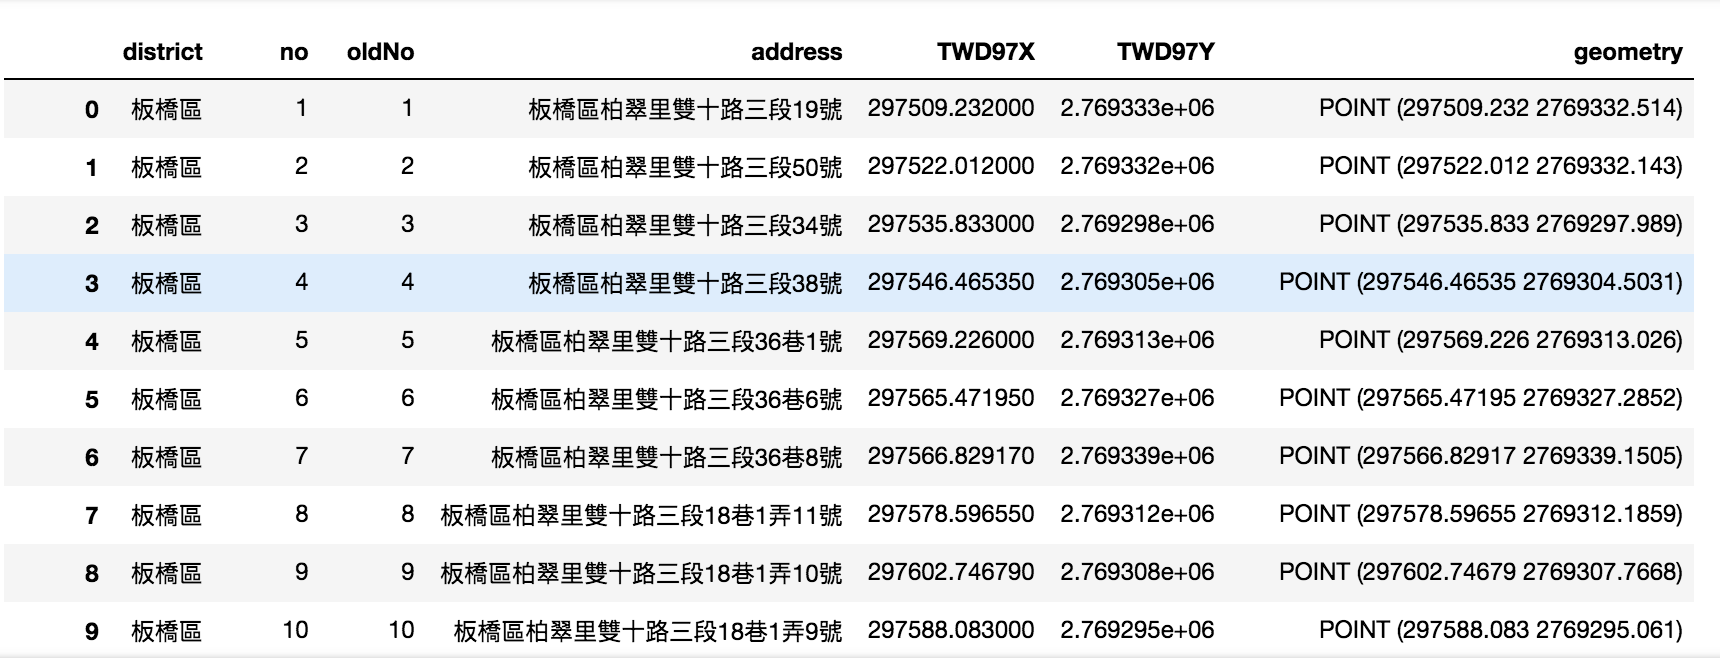 district no oldNo address TWD97X TWD97Y geometry
0 板橋區 1 1 板橋區柏翠里雙十路三段19號 297509.232000 2.769333e+06 POINT (297509.232 2769332.514)
1 板橋區 2 2 板橋區柏翠里雙十路三段50號 297522.012000 2.769332e+06 POINT (297522.012 2769332.143)
2 板橋區 3 3 板橋區柏翠里雙十路三段34號 297535.833000 2.769298e+06 POINT (297535.833 2769297.989)
3 板橋區 4 4 板橋區柏翠里雙十路三段38號 297546.465350 2.769305e+06 POINT (297546.46535 2769304.5031)
4 板橋區 5 5 板橋區柏翠里雙十路三段36巷1號 297569.226000 2.769313e+06 POINT (297569.226 2769313.026)
5 板橋區 6 6 板橋區柏翠里雙十路三段36巷6號 297565.471950 2.769327e+06 POINT (297565.47195 2769327.2852)
6 板橋區 7 7 板橋區柏翠里雙十路三段36巷8號 297566.829170 2.769339e+06 POINT (297566.82917 2769339.1505)
7 板橋區 8 8 板橋區柏翠里雙十路三段18巷1弄11號 297578.596550 2.769312e+06 POINT (297578.59655 2769312.1859)
8 板橋區 9 9 板橋區柏翠里雙十路三段18巷1弄10號 297602.746790 2.769308e+06 POINT (297602.74679 2769307.7668)
9 板橋區 10 10 板橋區柏翠里雙十路三段18巷1弄9號 297588.083000 2.769295e+06 POINT (297588.083 2769295.061)